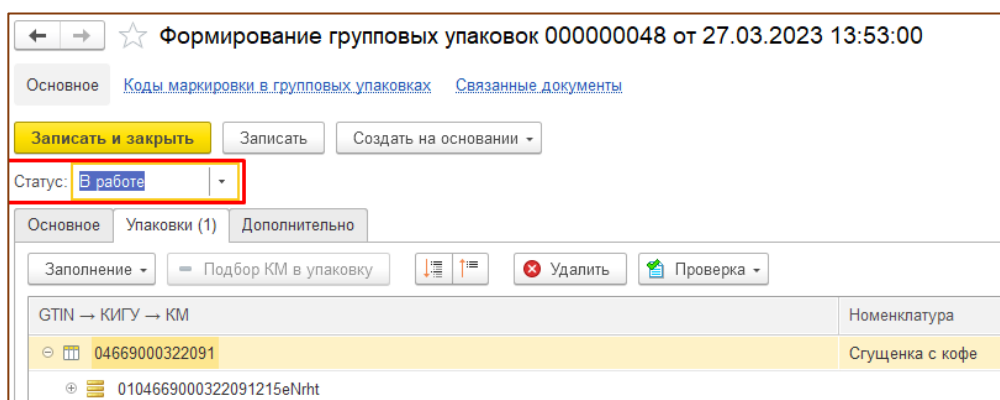 Формирование групповых упаковок 000000048 от 27.03.2023 13:53:00
Основное Коды маркировки в групповых упаковках Связанные документы
Записать и закрыть Записать Создать на основании
Статус: В работе
Основное Упаковки (1) Дополнительно
Заполнение Подбор КМ в упаковку Удалить Проверка
GTIN → КИГУ → КМ Номенклатура
04669000322091 Сгущенка с кофе
0104669000322091215eNrht